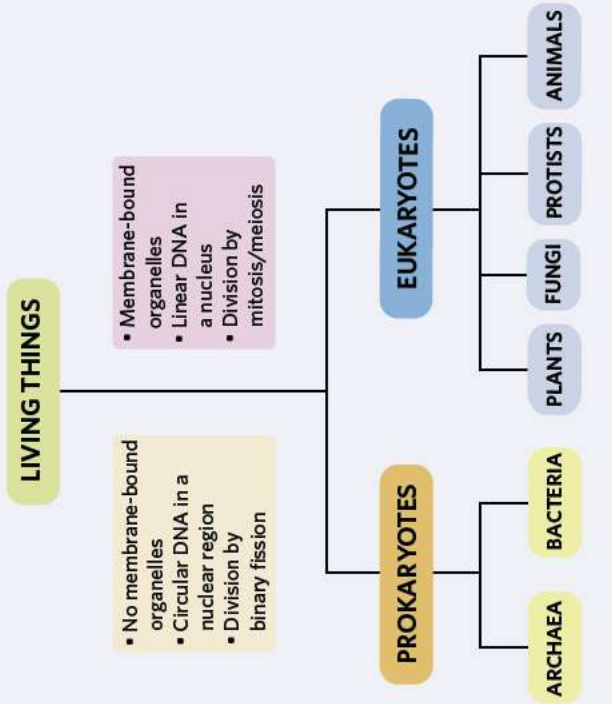 LIVING THINGS
▪ No membrane-bound
organelles
▪ Circular DNA in a
nuclear region
▪ Division by
binary fission
▪ Membrane-bound
organelles
▪ Linear DNA in
a nucleus
▪ Division by
mitosis/meiosis
PROKARYOTES
EUKARYOTES
ARCHAEA
BACTERIA
PLANTS
FUNGI
PROTISTS
ANIMALS